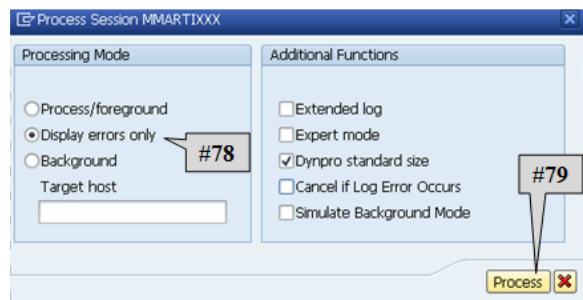 Process Session MMARTIXXX
Processing Mode
Process/foreground
Display errors only
#78
Background
Target host
Additional Functions
Extended log
Expert mode
Dynpro standard size
Cancel if Log Error Occurs
Simulate Background Mode
#79
Process